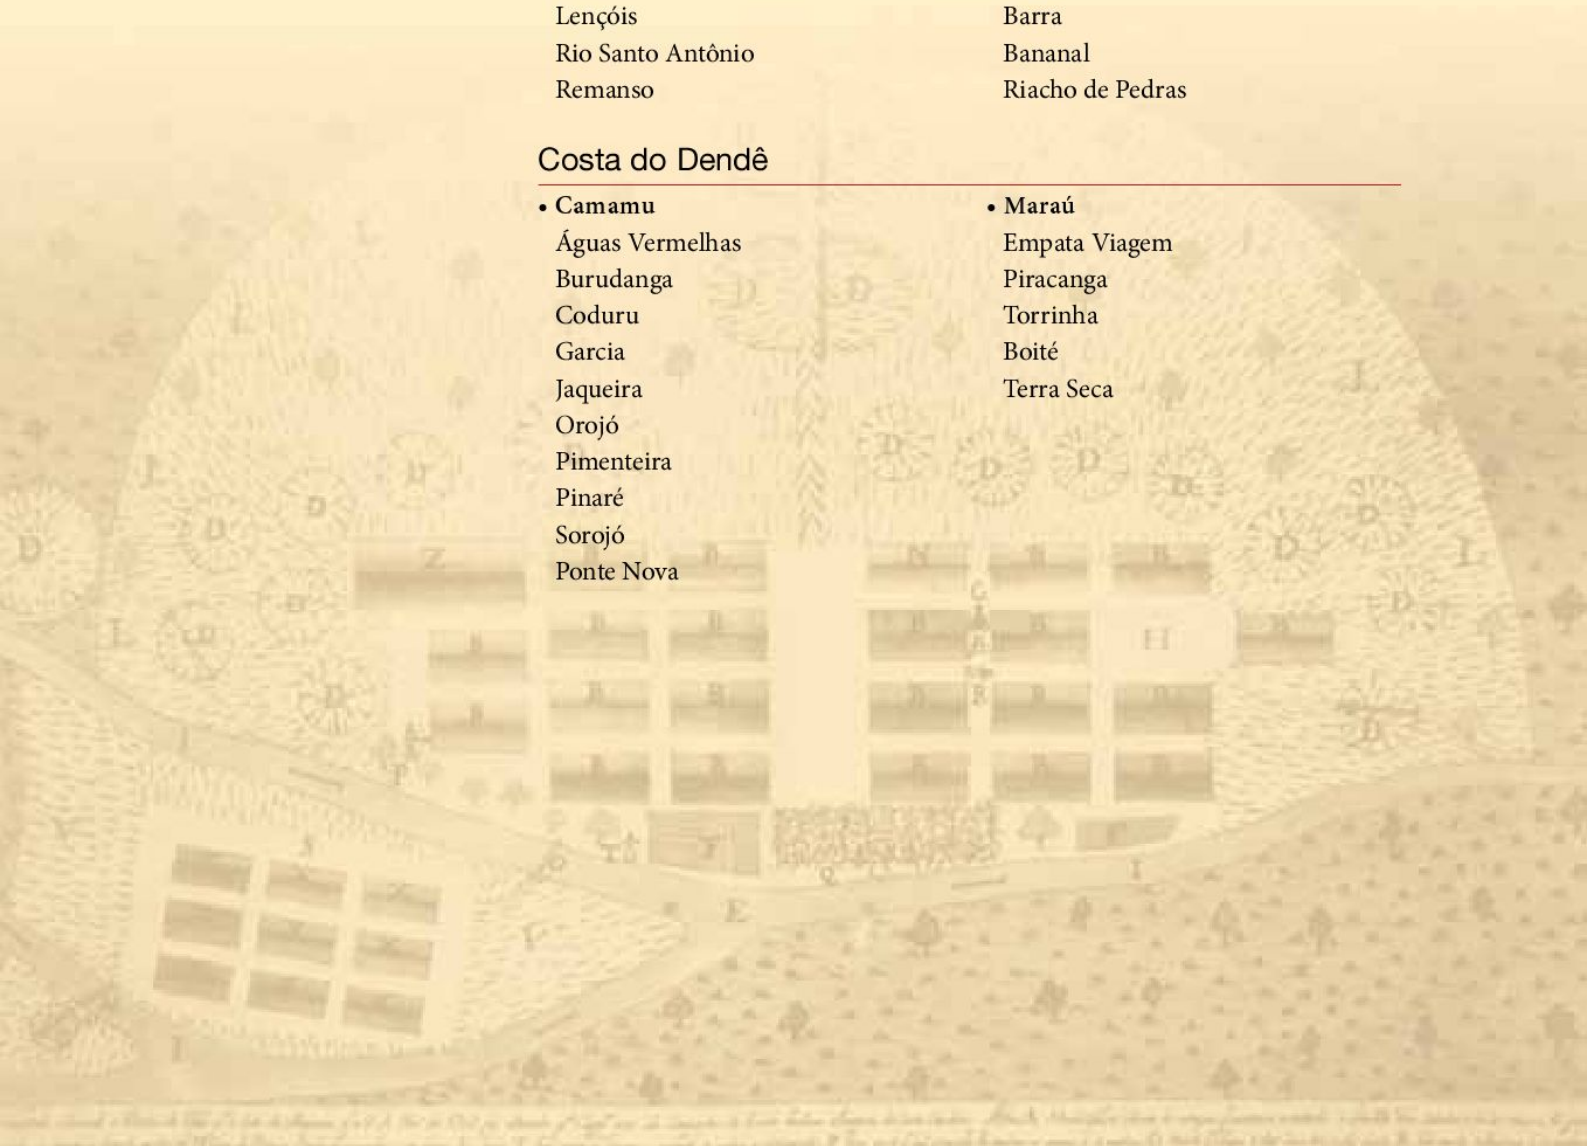 Lençóis
Rio Santo Antônio
Remanso
Barra
Bananal
Riacho de Pedras
Costa do Dendê
• Camamu
Águas Vermelhas
Burudanga
Coduru
Garcia
Jaqueira
Orojó
Pimenteira
Pinaré
Sorojó
Ponte Nova
• Maraú
Empata Viagem
Piracanga
Torrinha
Boité
Terra Seca